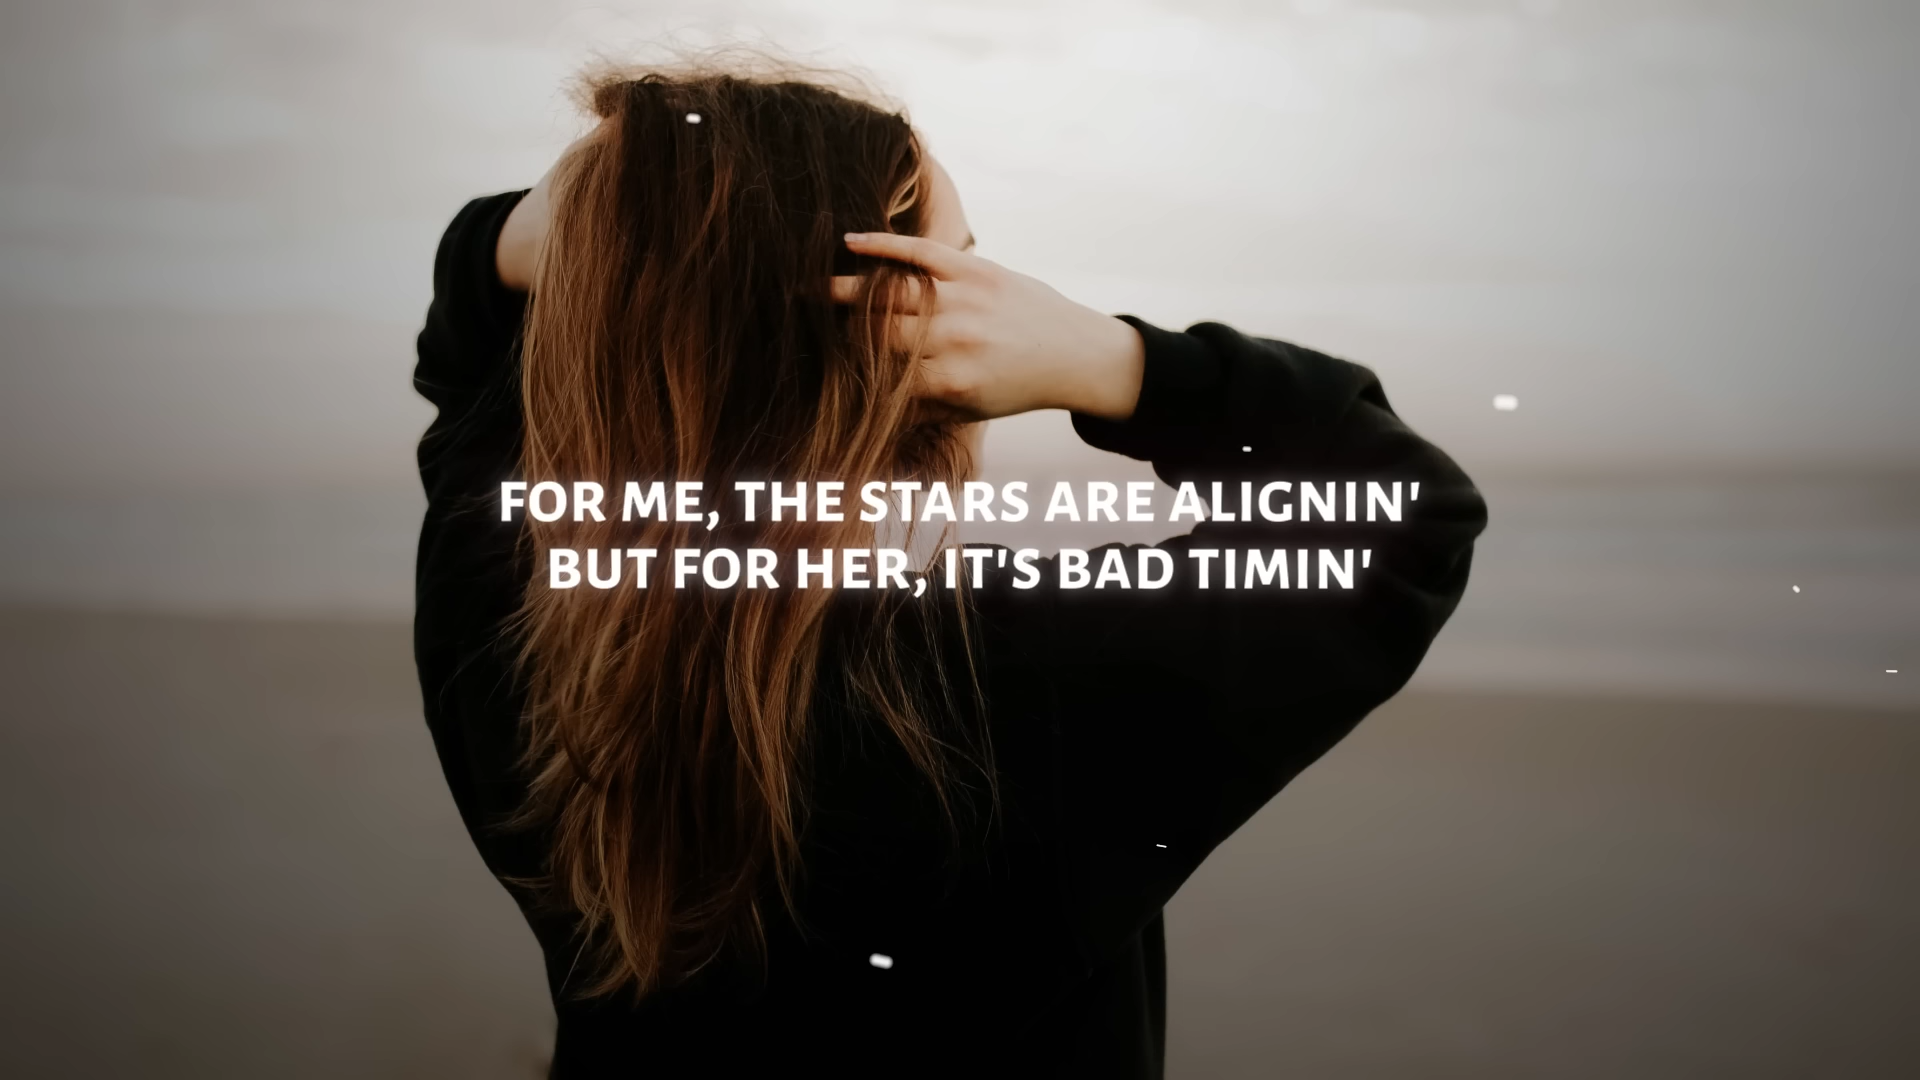 FOR ME, THE STARS ARE ALIGNIN'
BUT FOR HER, IT'S BAD TIMIN'